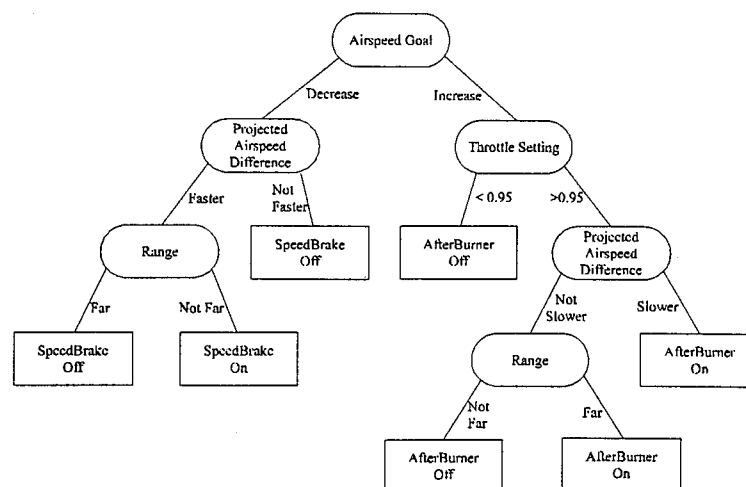 Airspeed Goal
Decrease
Increase
Projected
Airspeed
Difference
Throttle Setting
Faster
Not
Faster
< 0.95
>0.95
Range
SpeedBrake
Off
AfterBurner
Off
Projected
Airspeed
Difference
Far
Not Far
Not
Slower
Slower
SpeedBrake
Off
SpeedBrake
On
Range
AfterBurner
On
Not
Far
Far
AfterBurner
Off
AfterBurner
On